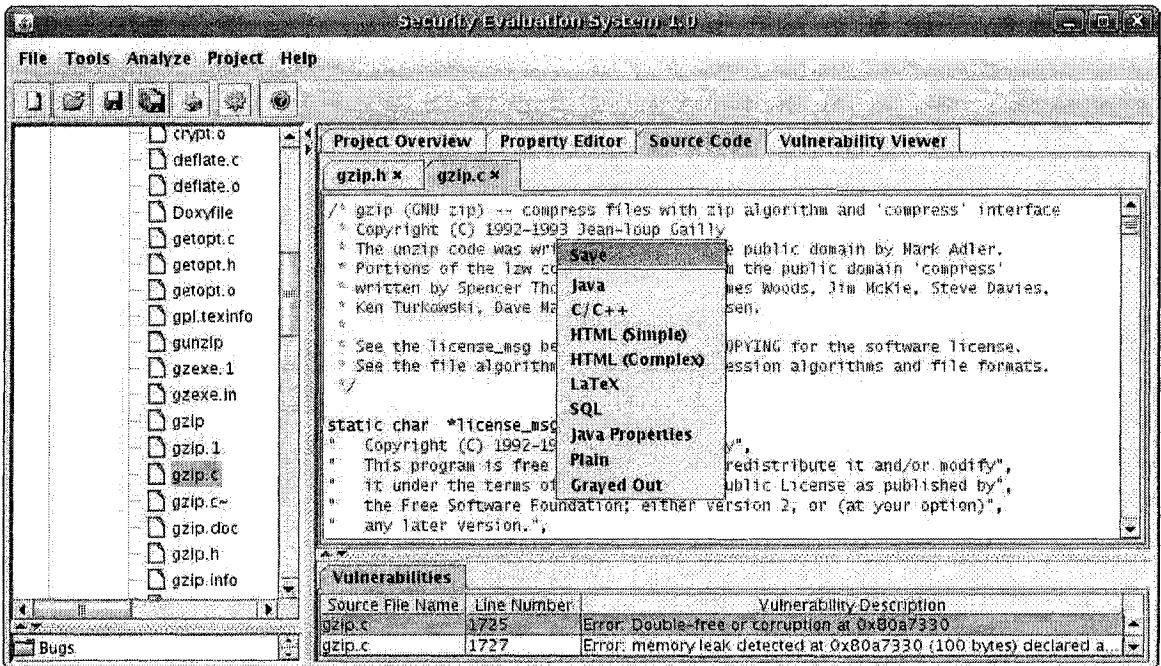 Security Evaluation System 1.0
File Tools Analyze Project Help
crypt.o
deflate.c
deflate.o
Doxyfile
getopt.c
getopt.h
getopt.o
gpl.texinfo
gunzip
gzexe.1
gzexe.in
gzip
gzip.1
gzip.c
gzip.c~
gzip.doc
gzip.h
gzip.info
Bugs
Project Overview Property Editor Source Code Vulnerability Viewer
gzip.h × gzip.c ×
/* gzip (GNU zip) -- compress files with zip algorithm and 'compress' interface
* Copyright (C) 1992-1993 Jean-loup Gailly
* The unzip code was wri e public domain by Mark Adler.
* Portions of the lzw co m the public domain 'compress'
* written by Spencer Tho mes Woods, Jim McKie, Steve Davies,
* Ken Turkowski, Dave Ma sen.
*
* See the license_msg be OPYING for the software license.
* See the file algorithm ession algorithms and file formats.
*/
static char *license_msg
" Copyright (C) 1992-19 y",
" This program is free redistribute it and/or modify",
" it under the terms of ublic License as published by",
" the Free Software Foundation; either version 2, or (at your option)",
" any later version.",
Save
Java
C/C++
HTML (Simple)
HTML (Complex)
LaTeX
SQL
Java Properties
Plain
Grayed Out
Vulnerabilities
Source File Name Line Number Vulnerability Description
gzip.c 1725 Error: Double-free or corruption at 0x80a7330
gzip.c 1727 Error: memory leak detected at 0x80a7330 (100 bytes) declared a...